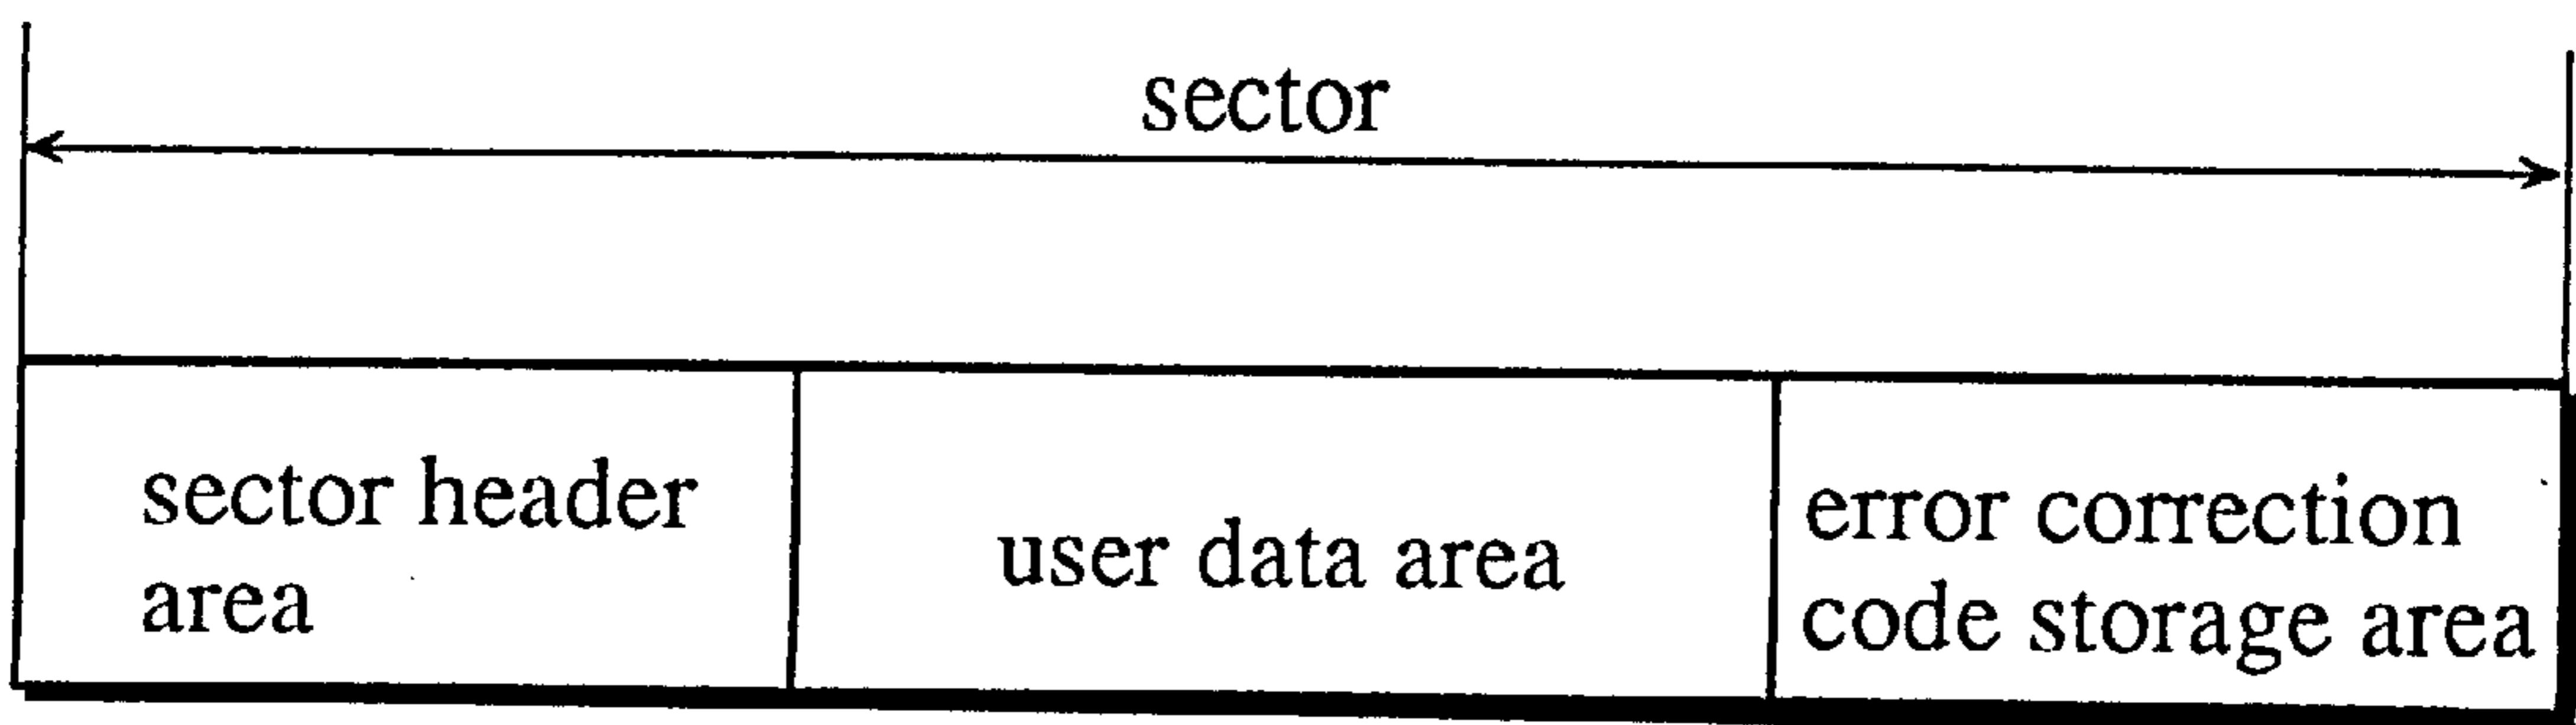 sector
sector header
area
user data area
error correction
code storage area